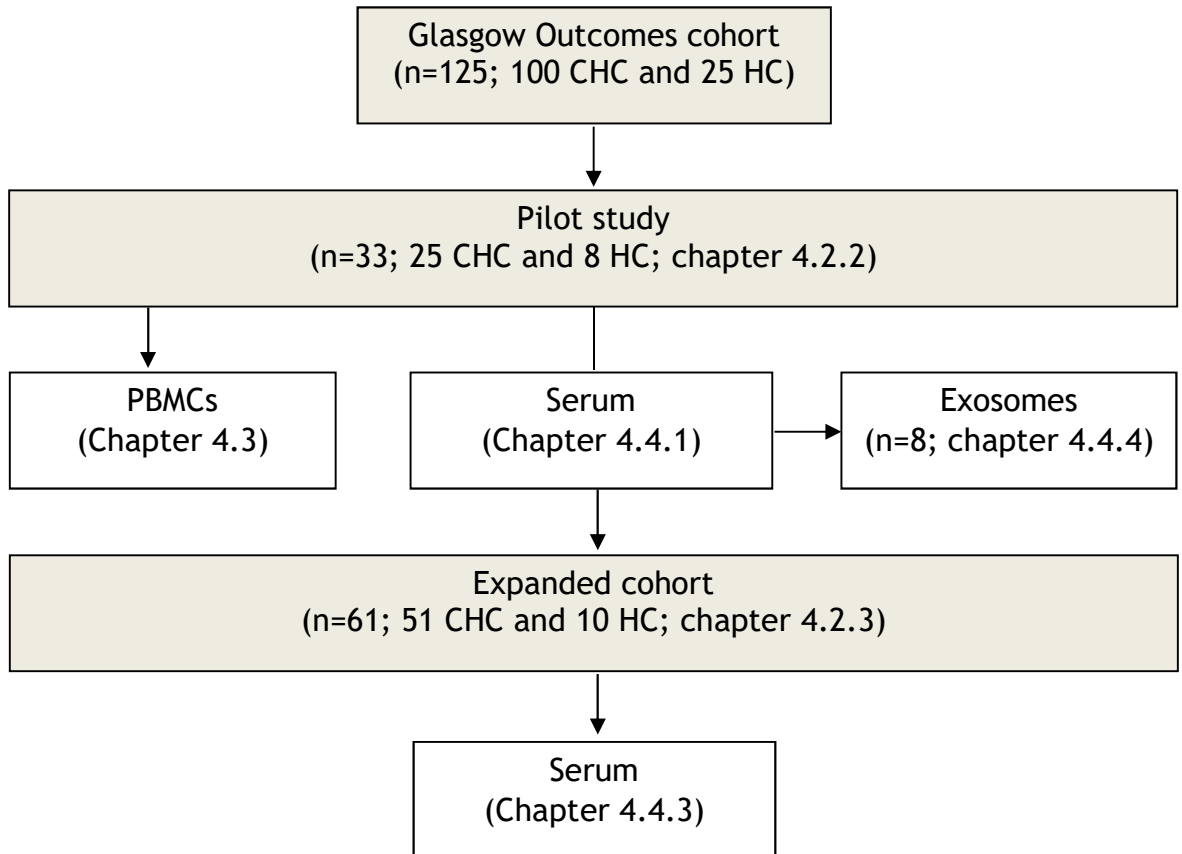 Glasgow Outcomes cohort
(n=125; 100 CHC and 25 HC)
Pilot study
(n=33; 25 CHC and 8 HC; chapter 4.2.2)
PBMCs
(Chapter 4.3)
Serum
(Chapter 4.4.1)
Exosomes
(n=8; chapter 4.4.4)
Expanded cohort
(n=61; 51 CHC and 10 HC; chapter 4.2.3)
Serum
(Chapter 4.4.3)